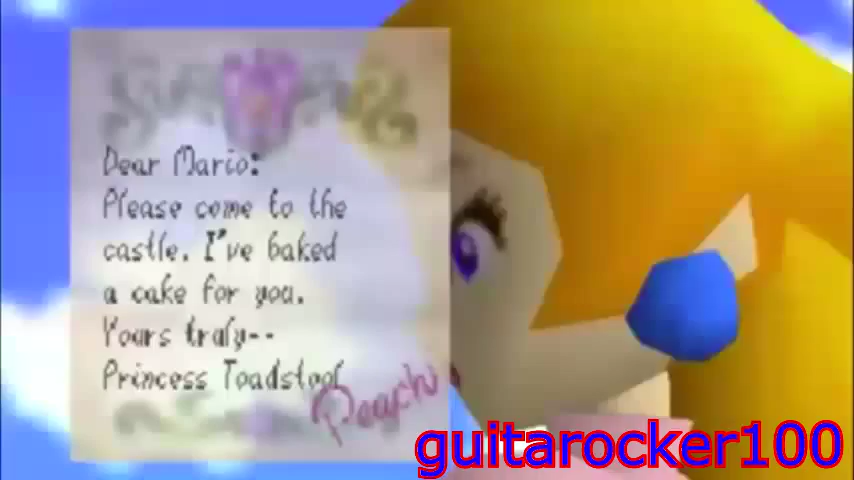 Dear Mario:
Please come to the
castle. I've baked
a cake for you.
Yours truly--
Princess Toadstool
Peach
guitarocker100